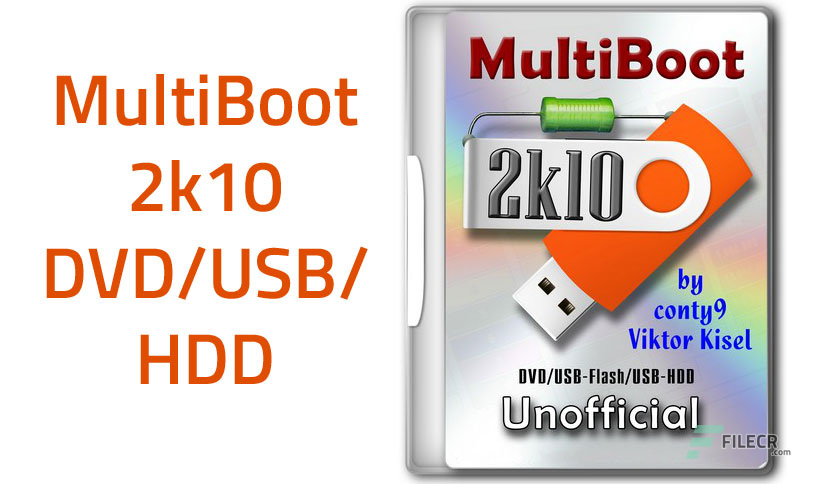 MultiBoot
2k10
DVD/USB/
HDD
MultiBoot
2k10
by
conty9
Viktor Kisel
DVD/USB-Flash/USB-HDD
Unofficial
FILECR
.com